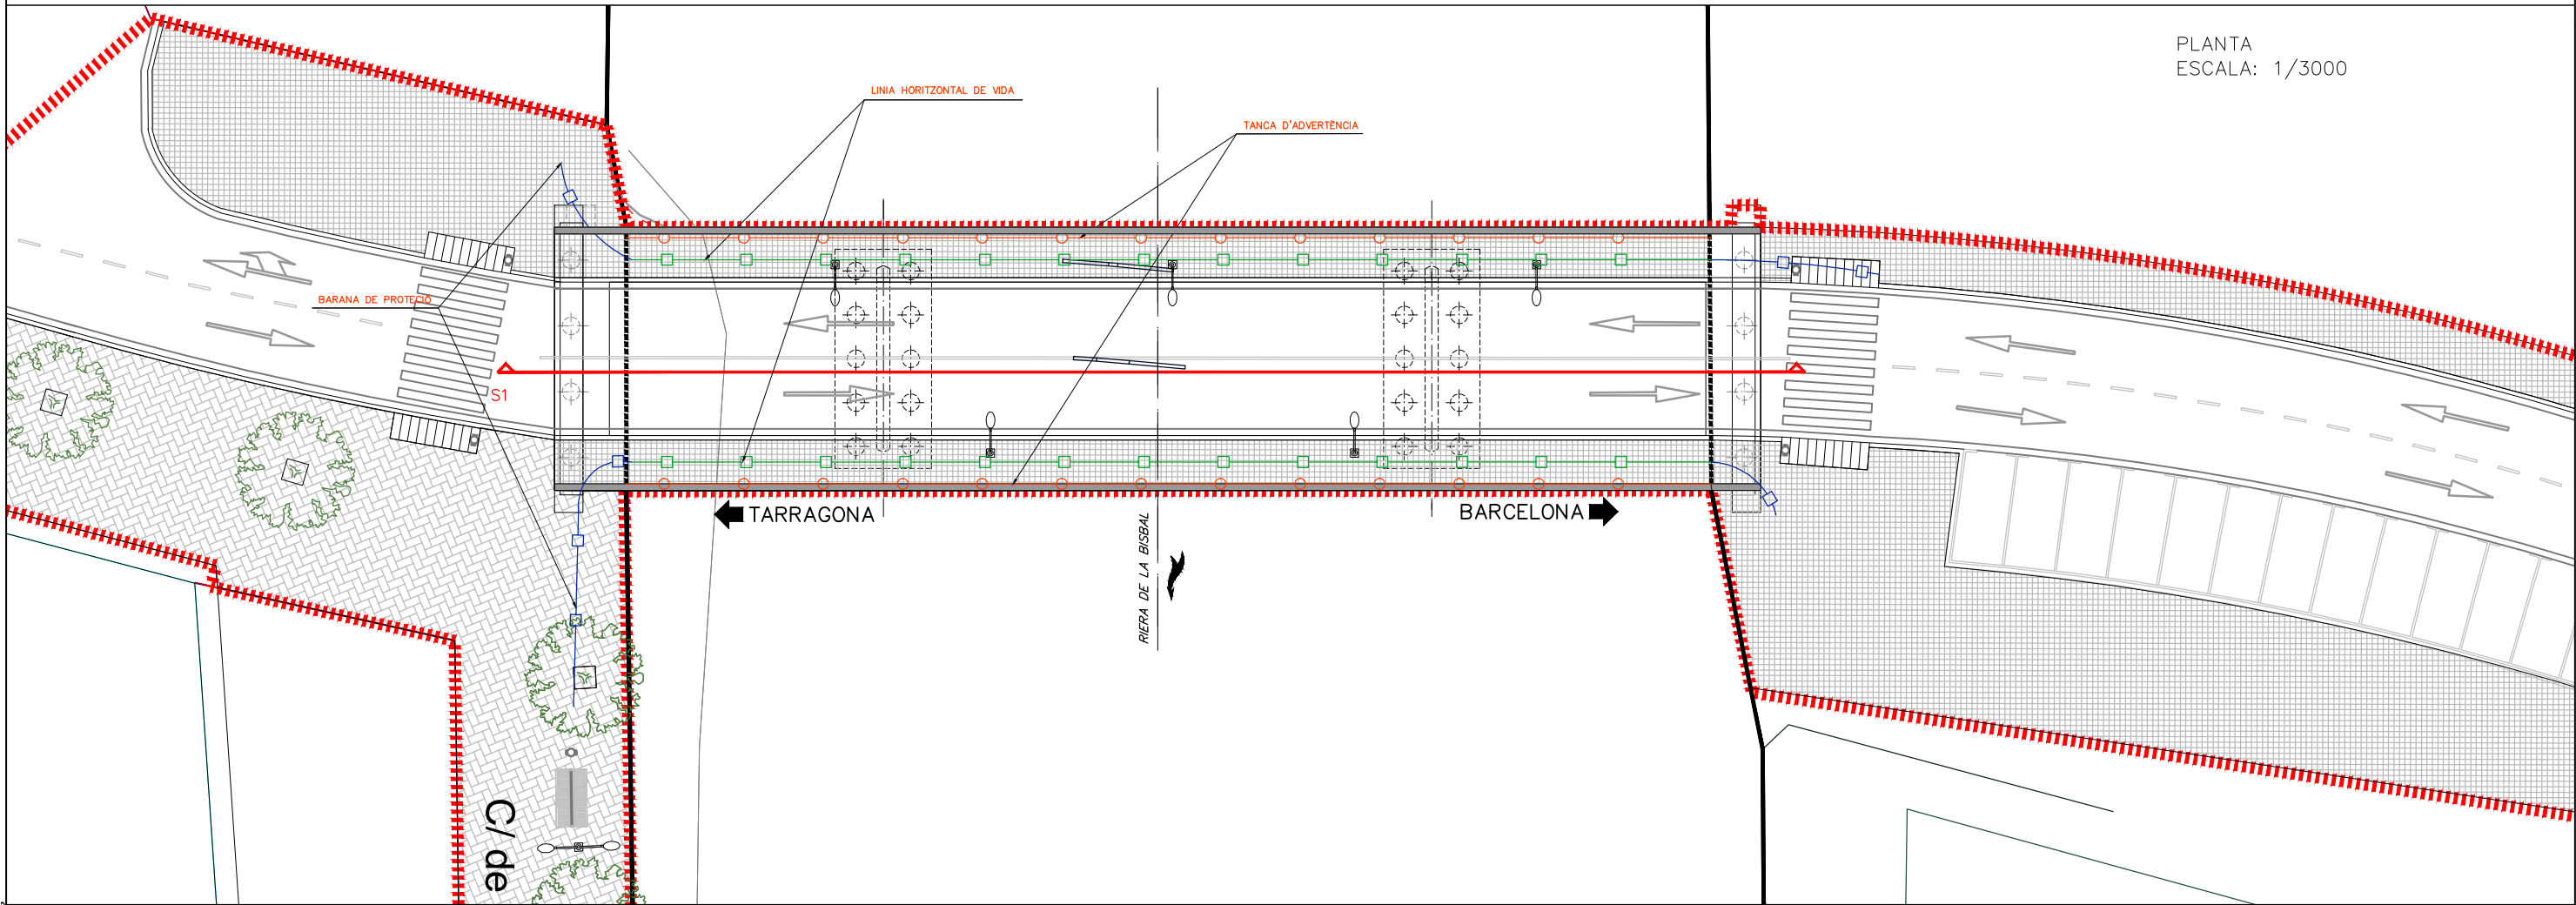 PLANTA
ESCALA: 1/3000
LINIA HORITZONTAL DE VIDA
TANCA D'ADVERTÈNCIA
BARANA DE PROTECIÓ
S1
TARRAGONA
BARCELONA
RIERA DE LA BISBAL
C/ de